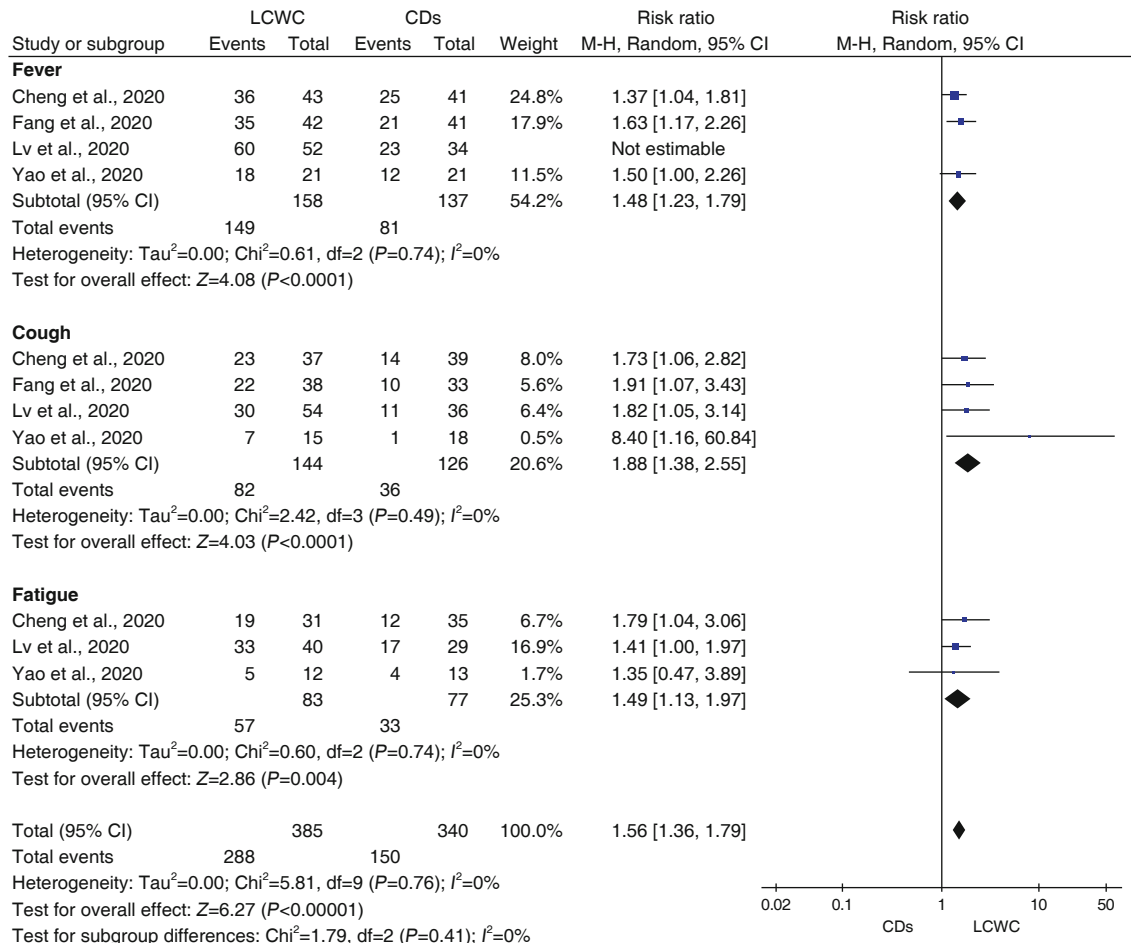 LCWC CDs Risk ratio Risk ratio
Study or subgroup Events Total Events Total Weight M-H, Random, 95% CI M-H, Random, 95% CI
Fever
Cheng et al., 2020 36 43 25 41 24.8% 1.37 [1.04, 1.81]
Fang et al., 2020 35 42 21 41 17.9% 1.63 [1.17, 2.26]
Lv et al., 2020 60 52 23 34 Not estimable
Yao et al., 2020 18 21 12 21 11.5% 1.50 [1.00, 2.26]
Subtotal (95% CI) 158 137 54.2% 1.48 [1.23, 1.79]
Total events 149 81
Heterogeneity: Tau²=0.00; Chi²=0.61, df=2 (P=0.74); I²=0%
Test for overall effect: Z=4.08 (P<0.0001)
Cough
Cheng et al., 2020 23 37 14 39 8.0% 1.73 [1.06, 2.82]
Fang et al., 2020 22 38 10 33 5.6% 1.91 [1.07, 3.43]
Lv et al., 2020 30 54 11 36 6.4% 1.82 [1.05, 3.14]
Yao et al., 2020 7 15 1 18 0.5% 8.40 [1.16, 60.84]
Subtotal (95% CI) 144 126 20.6% 1.88 [1.38, 2.55]
Total events 82 36
Heterogeneity: Tau²=0.00; Chi²=2.42, df=3 (P=0.49); I²=0%
Test for overall effect: Z=4.03 (P<0.0001)
Fatigue
Cheng et al., 2020 19 31 12 35 6.7% 1.79 [1.04, 3.06]
Lv et al., 2020 33 40 17 29 16.9% 1.41 [1.00, 1.97]
Yao et al., 2020 5 12 4 13 1.7% 1.35 [0.47, 3.89]
Subtotal (95% CI) 83 77 25.3% 1.49 [1.13, 1.97]
Total events 57 33
Heterogeneity: Tau²=0.00; Chi²=0.60, df=2 (P=0.74); I²=0%
Test for overall effect: Z=2.86 (P=0.004)
Total (95% CI) 385 340 100.0% 1.56 [1.36, 1.79]
Total events 288 150
Heterogeneity: Tau²=0.00; Chi²=5.81, df=9 (P=0.76); I²=0%
Test for overall effect: Z=6.27 (P<0.00001)
Test for subgroup differences: Chi²=1.79, df=2 (P=0.41); I²=0%
0.02 0.1 1 10 50
CDs LCWC